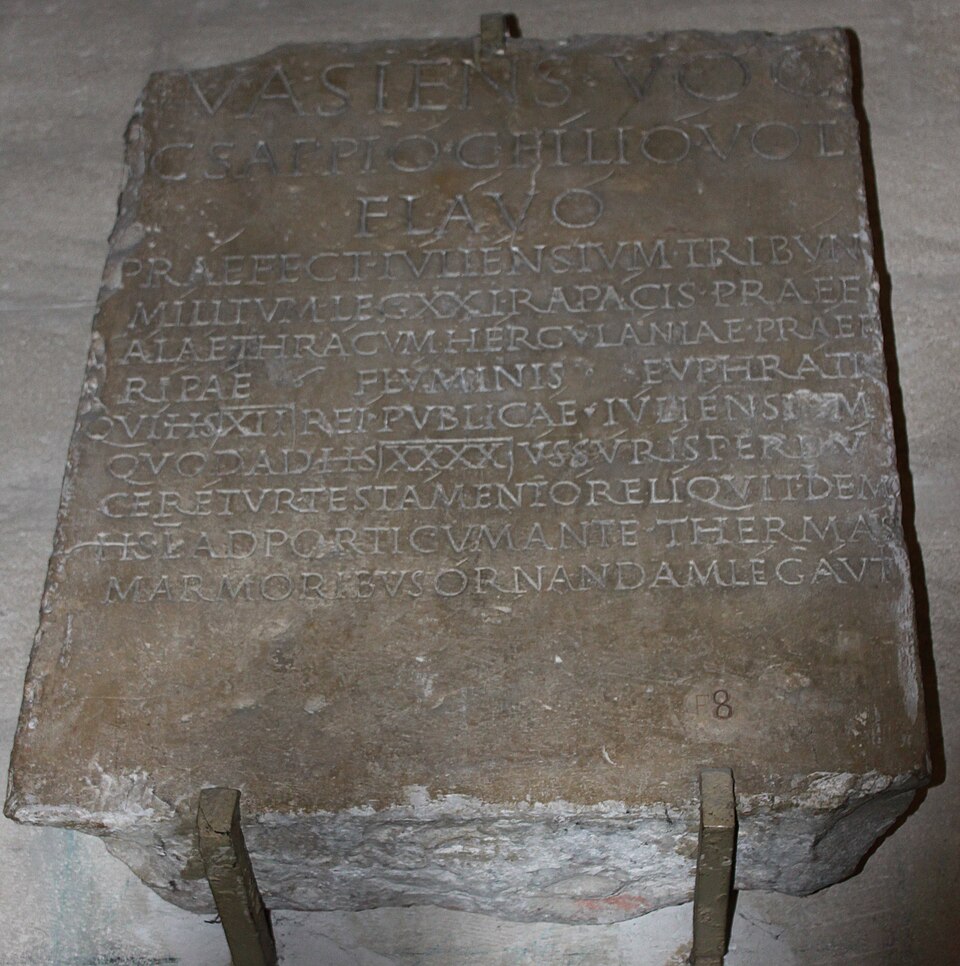 VASIENS·VOC
C SAPPIO·C·FILIO·VOLT
FLAVO
PRAEFECT·IVLIENSIVM·TRIBVN
MILITVM·LEG·XXI·RAPACIS·PRAEF
ALAE·THRACVM·HERCVLANIAE·PRAEF
RIPAE FLVMINIS EVPHRATIS
QVI·HS·XII REI·PVBLICAE·IVLIENSIVM
QVOD·AD·HS XXXX VSSVRIS·PERDV
CERETVR·TESTAMENTO·RELIQVIT·DEM
HS L AD PORTICVM·ANTE·THERMAS
MARMORIBVS·ORNANDAM·LEGAVIT
8